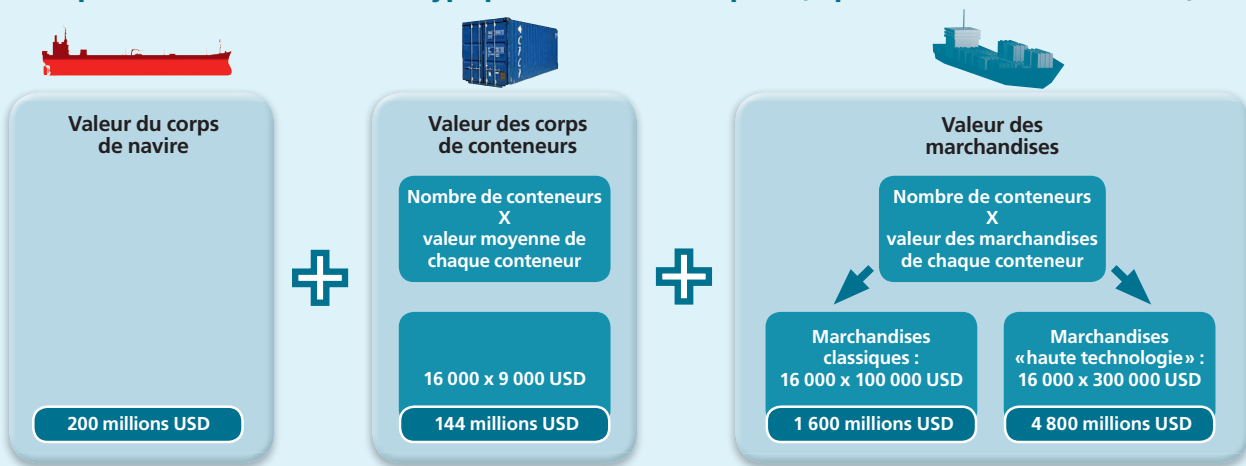 Valeur du corps
de navire
200 millions USD
Valeur des corps
de conteneurs
Nombre de conteneurs
X
valeur moyenne de
chaque conteneur
16 000 x 9 000 USD
144 millions USD
Valeur des
marchandises
Nombre de conteneurs
X
valeur des marchandises
de chaque conteneur
Marchandises
classiques :
16 000 x 100 000 USD
1 600 millions USD
Marchandises
«haute technologie» :
16 000 x 300 000 USD
4 800 millions USD